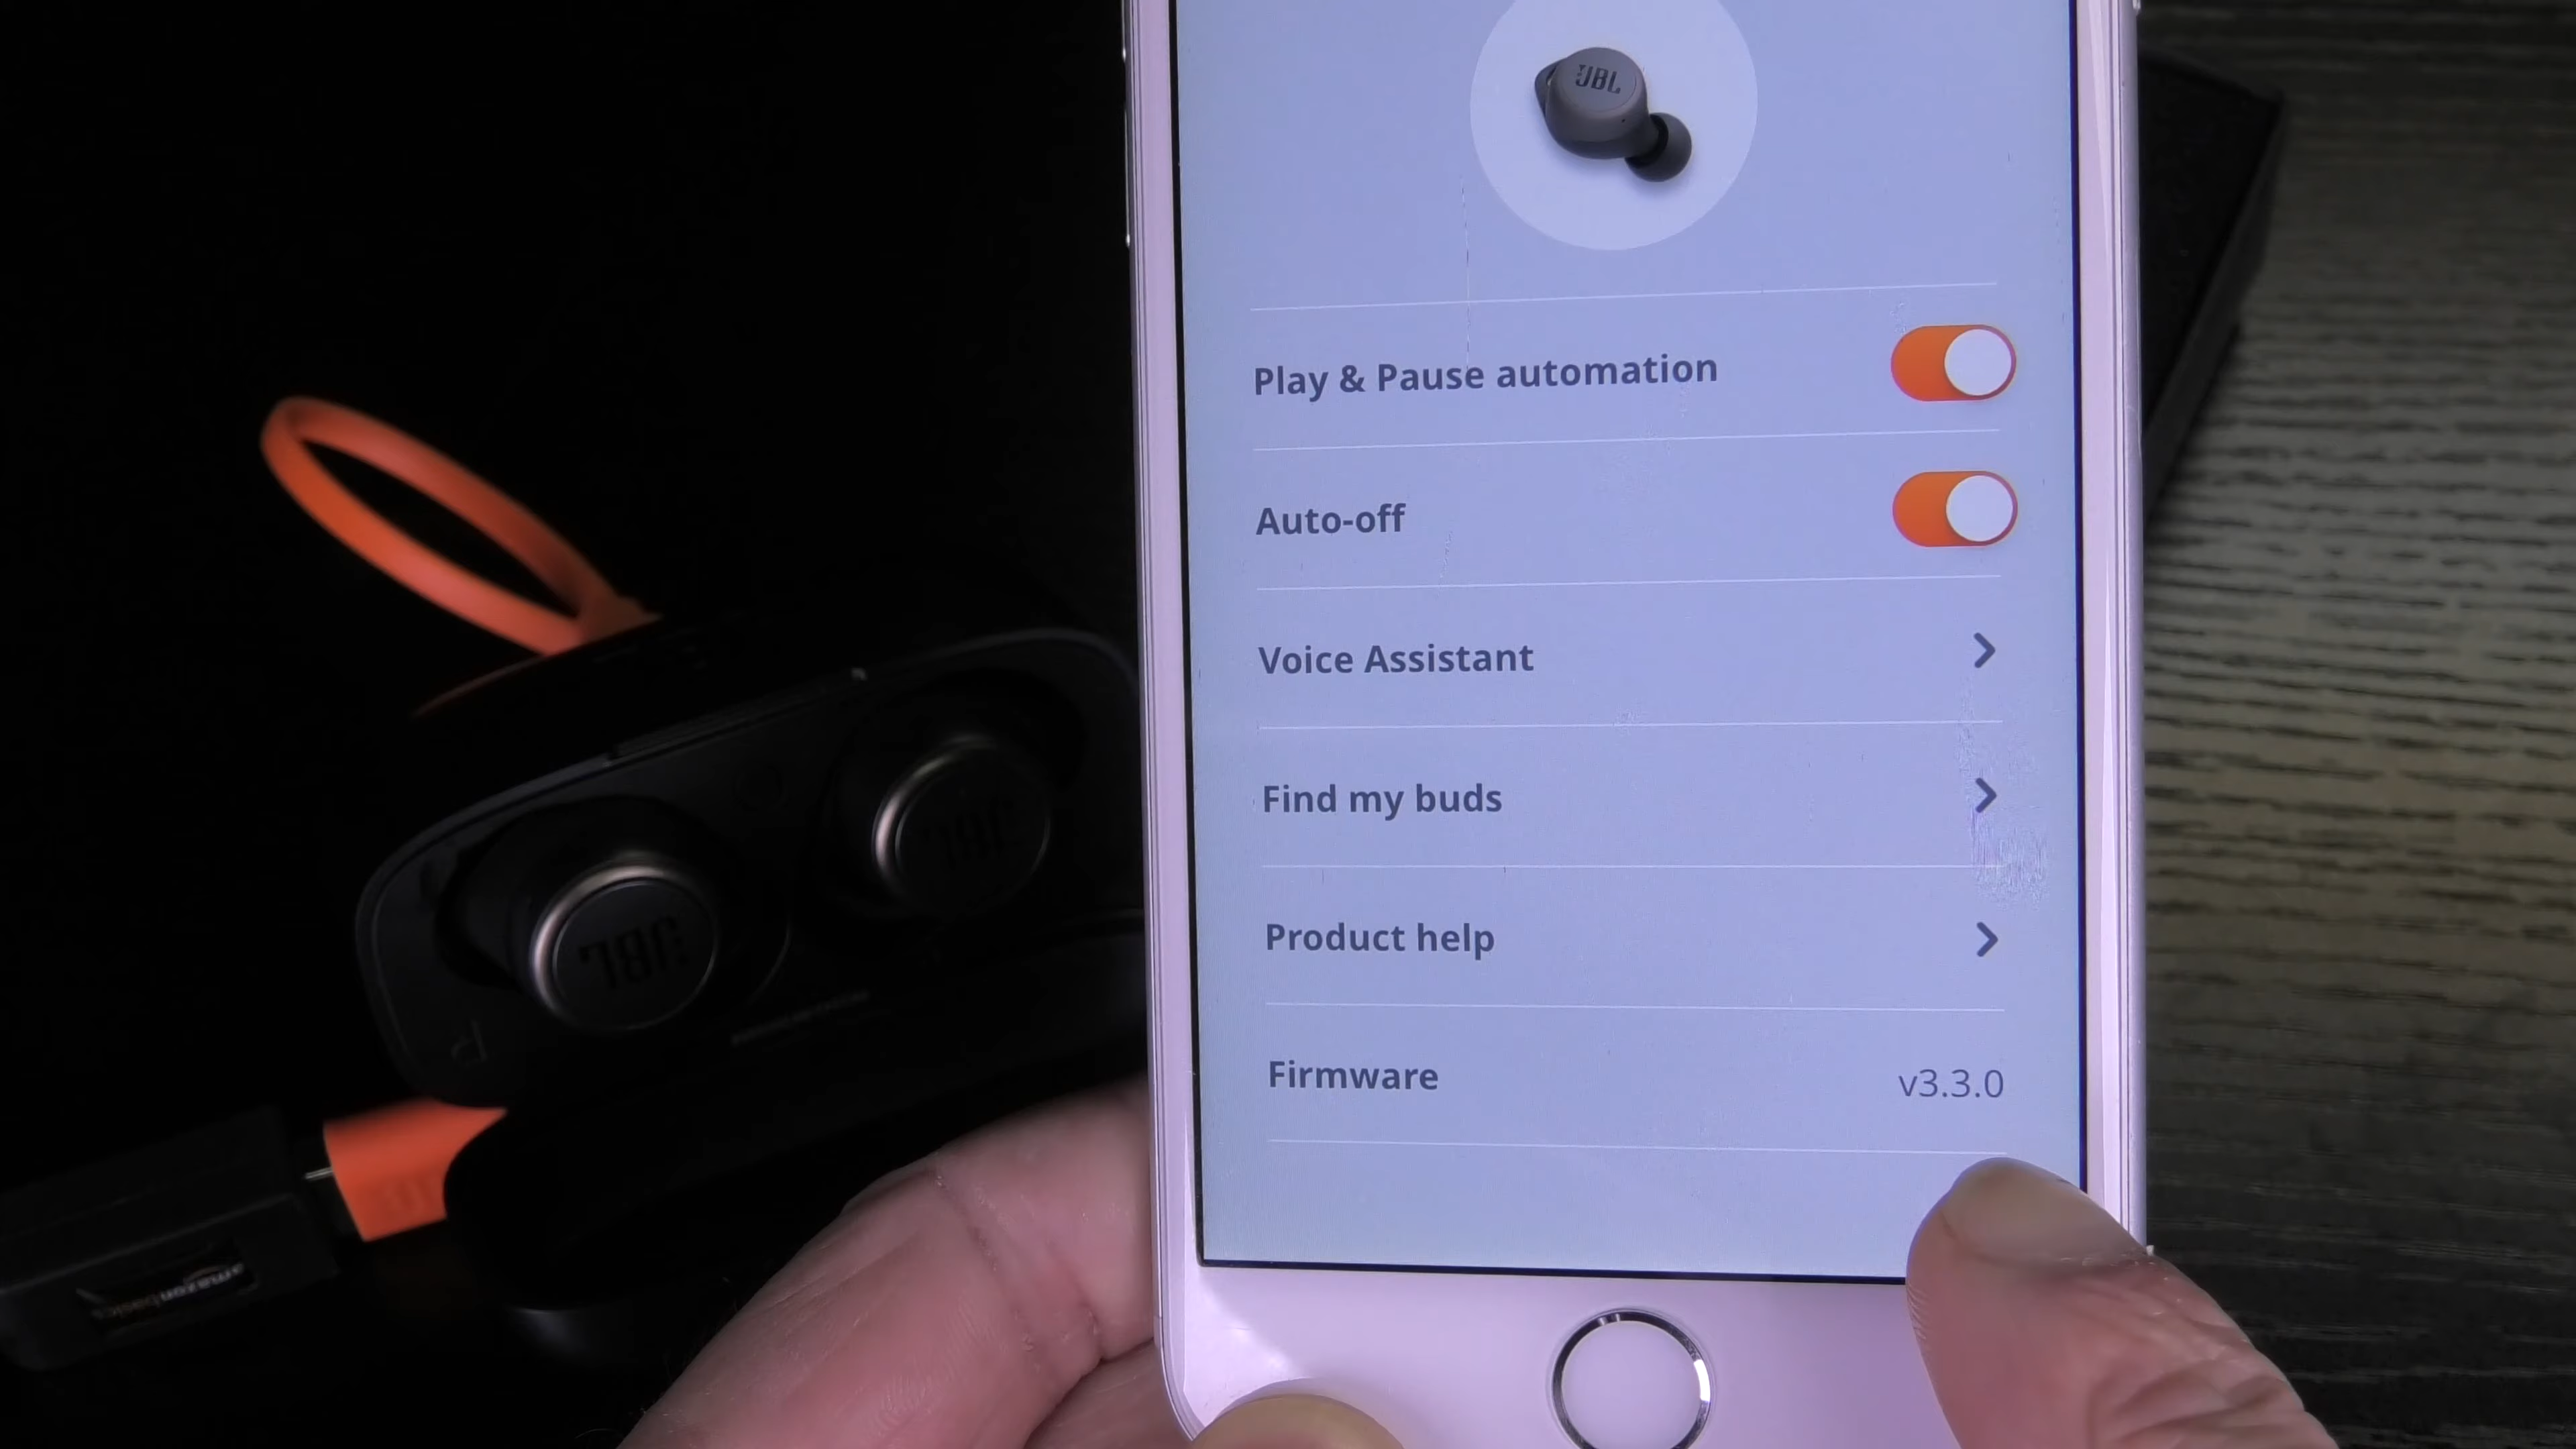 JBL
Play & Pause automation
Auto-off
Voice Assistant
Find my buds
Product help
Firmware
v3.3.0
JBL
JBL
amazonbasics